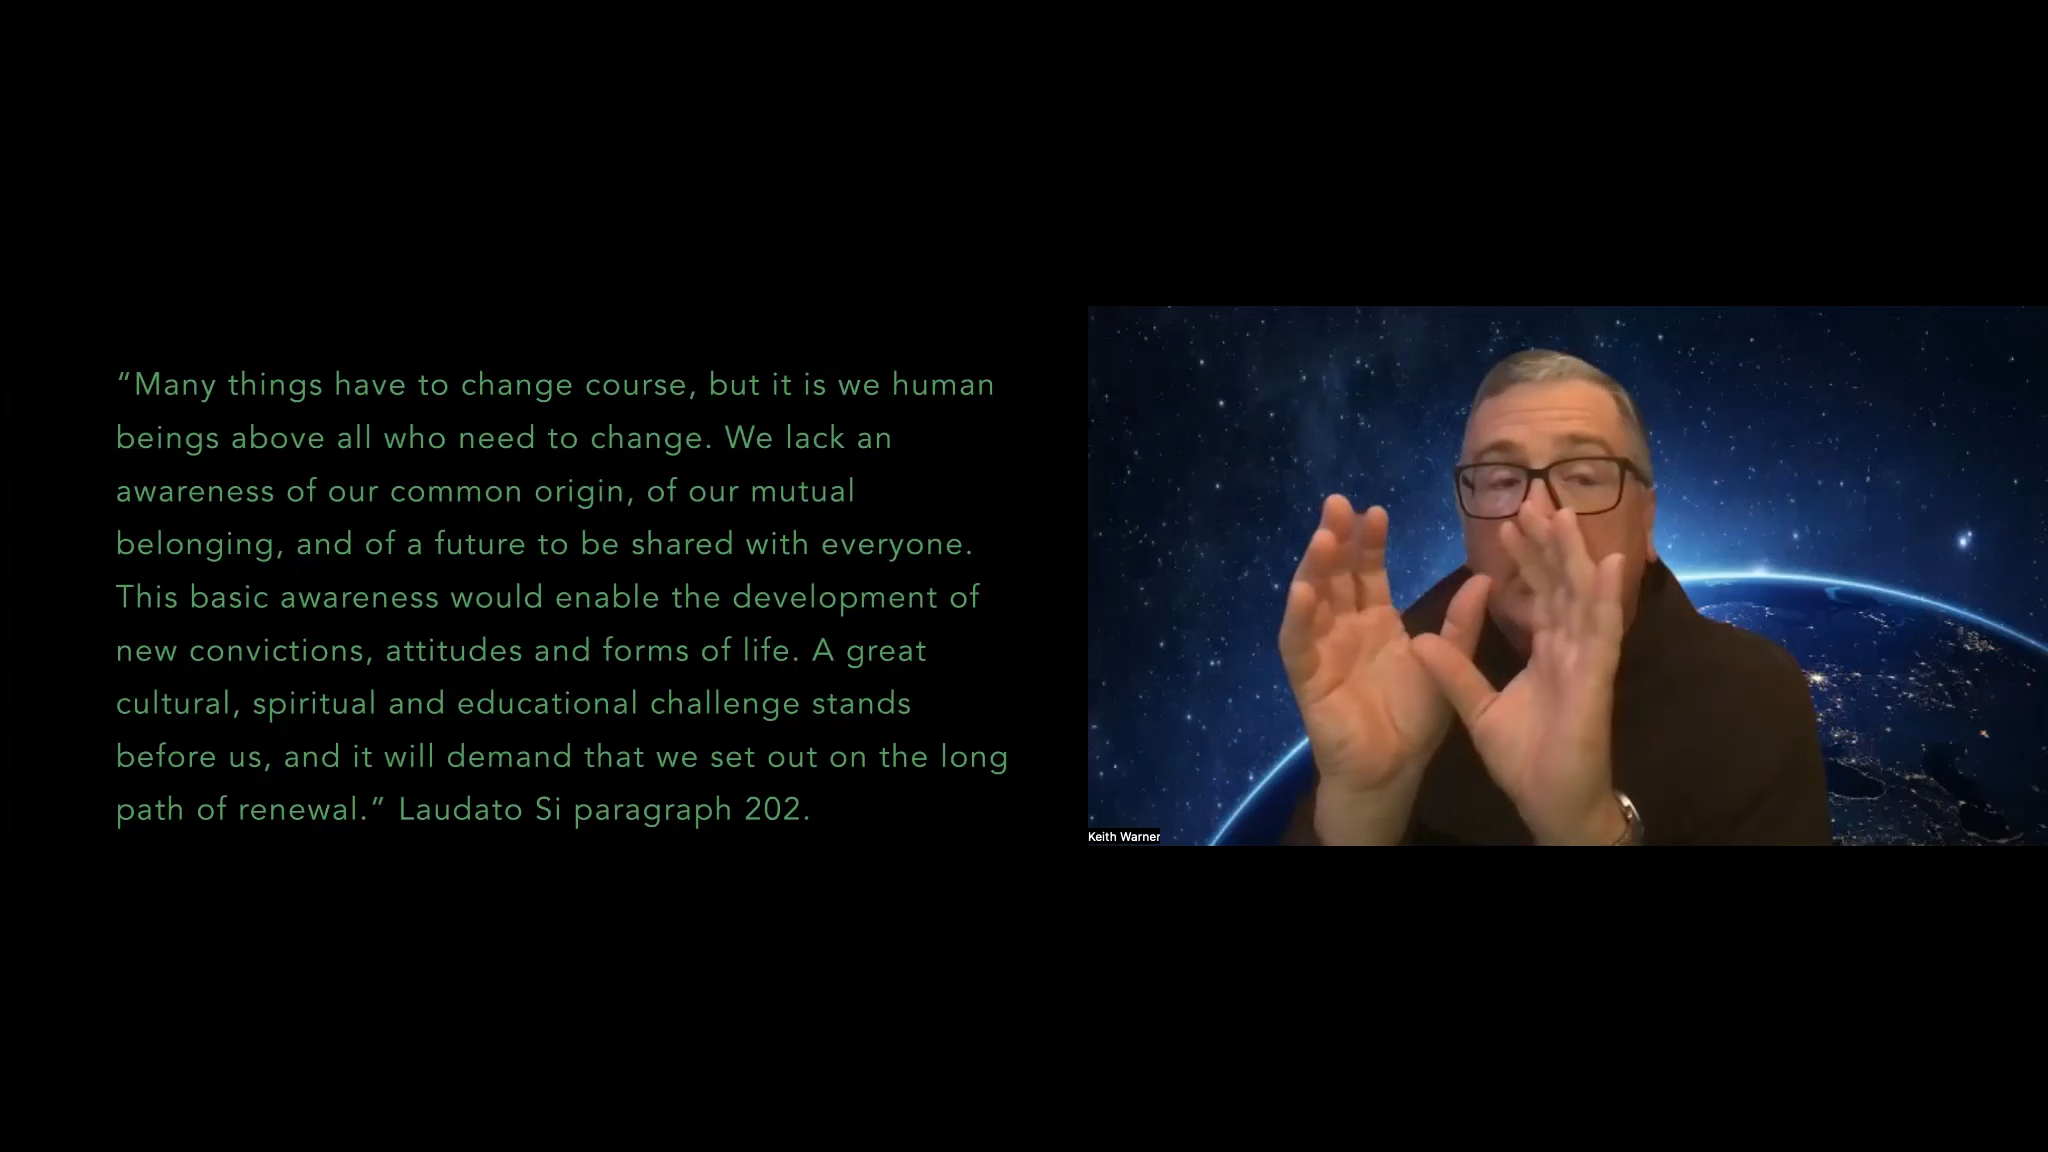 “Many things have to change course, but it is we human
beings above all who need to change. We lack an
awareness of our common origin, of our mutual
belonging, and of a future to be shared with everyone.
This basic awareness would enable the development of
new convictions, attitudes and forms of life. A great
cultural, spiritual and educational challenge stands
before us, and it will demand that we set out on the long
path of renewal.” Laudato Si paragraph 202.
Keith Warner